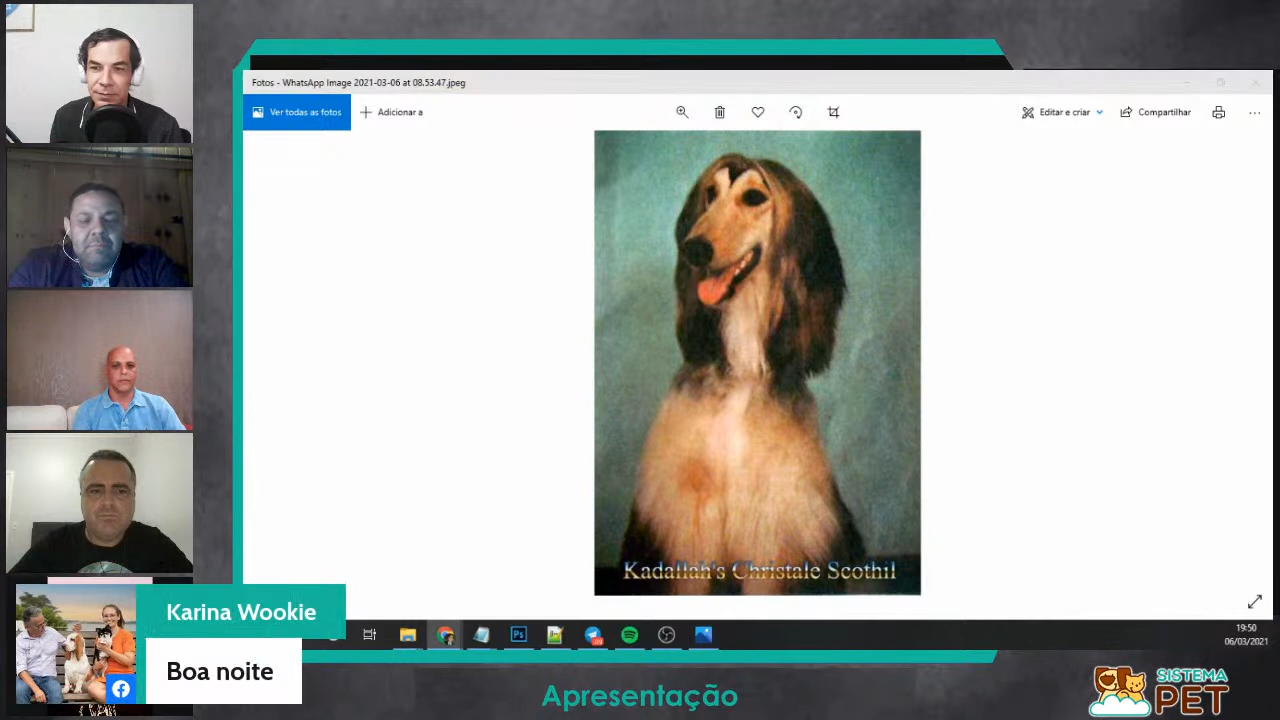 Fotos - WhatsApp Image 2021-03-06 at 08.53.47.jpeg
Ver todas as fotos
Adicionar a
Editar e criar
Compartilhar
Kadallah's Christale Scothil
19:50
06/03/2021
Karina Wookie
Boa noite
Apresentação
SISTEMA
PET
Ps